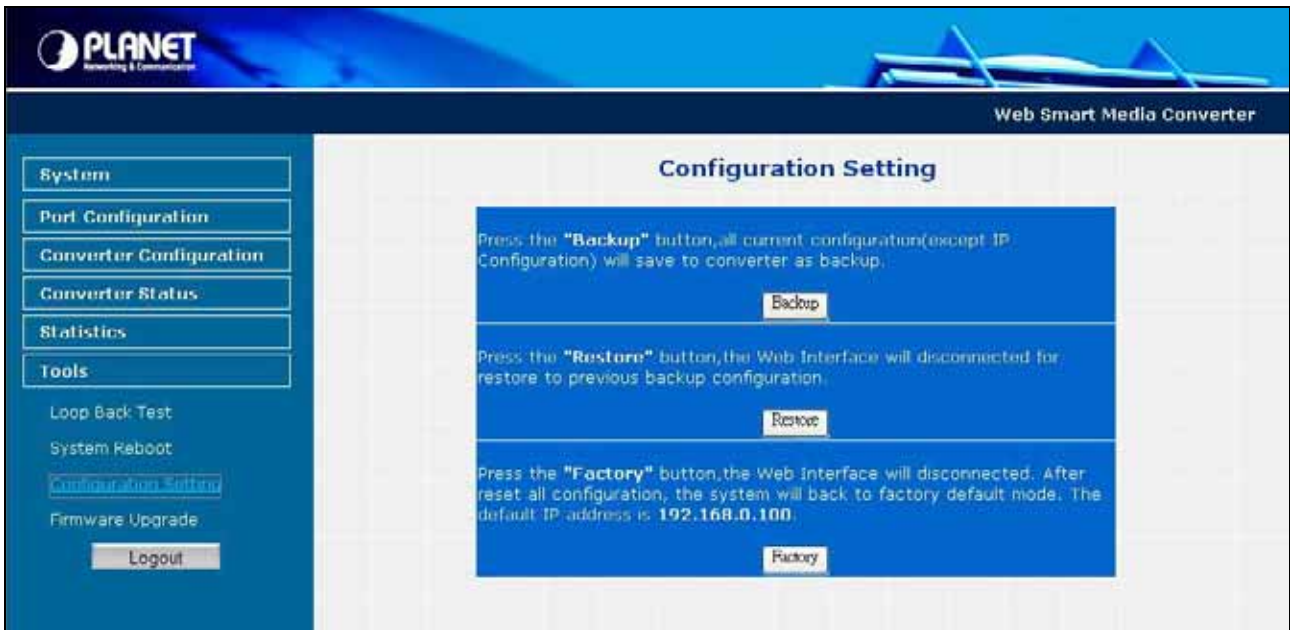 PLANET
Networking & Communication
Web Smart Media Converter
System
Port Configuration
Converter Configuration
Converter Status
Statistics
Tools
Loop Back Test
System Reboot
Configuration Setting
Firmware Upgrade
Logout
Configuration Setting
Press the "Backup" button,all current configuration(except IP
Configuration) will save to converter as backup.
Backup
Press the "Restore" button,the Web Interface will disconnected for
restore to previous backup configuration.
Restore
Press the "Factory" button,the Web Interface will disconnected. After
reset all configuration, the system will back to factory default mode. The
default IP address is 192.168.0.100.
Factory